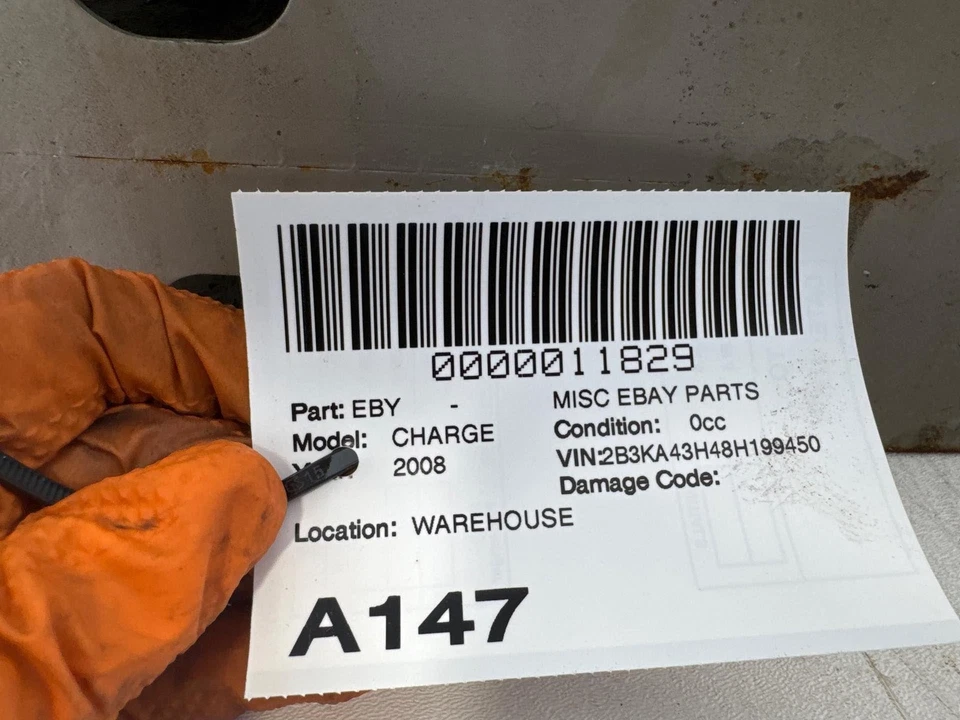 0000011829
Part: EBY - MISC EBAY PARTS
Model: CHARGE Condition: 0cc
2008 VIN:2B3KA43H48H199450
Damage Code:
Location: WAREHOUSE
A147